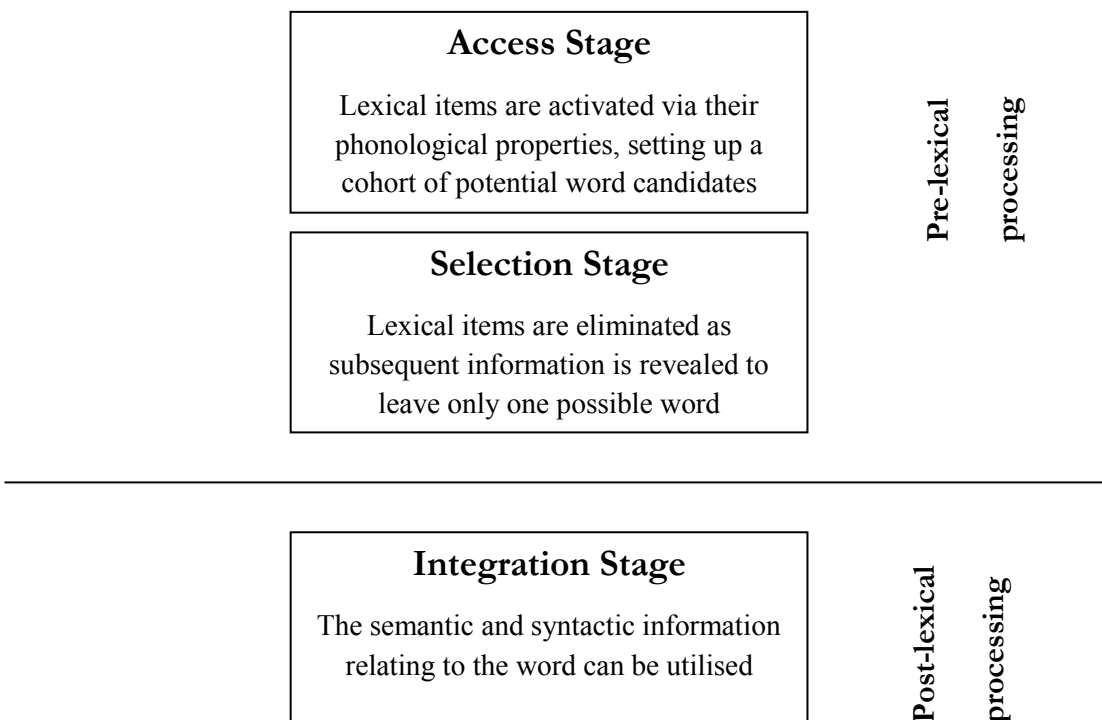 Access Stage
Lexical items are activated via their
phonological properties, setting up a
cohort of potential word candidates
Pre-lexical
processing
Selection Stage
Lexical items are eliminated as
subsequent information is revealed to
leave only one possible word
Integration Stage
The semantic and syntactic information
relating to the word can be utilised
Post-lexical
processing